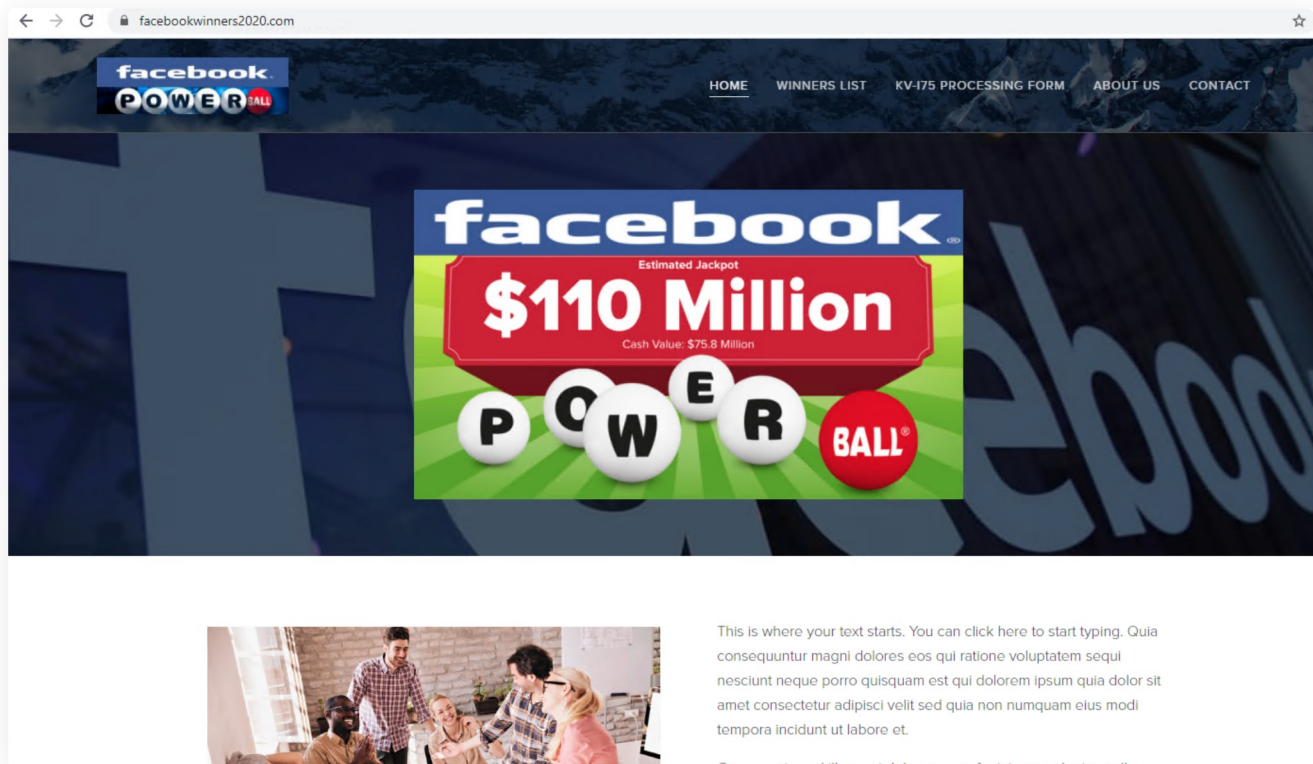 facebookwinners2020.com
facebook
POWERBALL
HOME WINNERS LIST KV-I75 PROCESSING FORM ABOUT US CONTACT
facebook®
Estimated Jackpot
$110 Million
Cash Value: $75.8 Million
POWER BALL®
faceboo
This is where your text starts. You can click here to start typing. Quia
consequuntur magni dolores eos qui ratione voluptatem sequi
nesciunt neque porro quisquam est qui dolorem ipsum quia dolor sit
amet consectetur adipisci velit sed quia non numquam eius modi
tempora incidunt ut labore et.